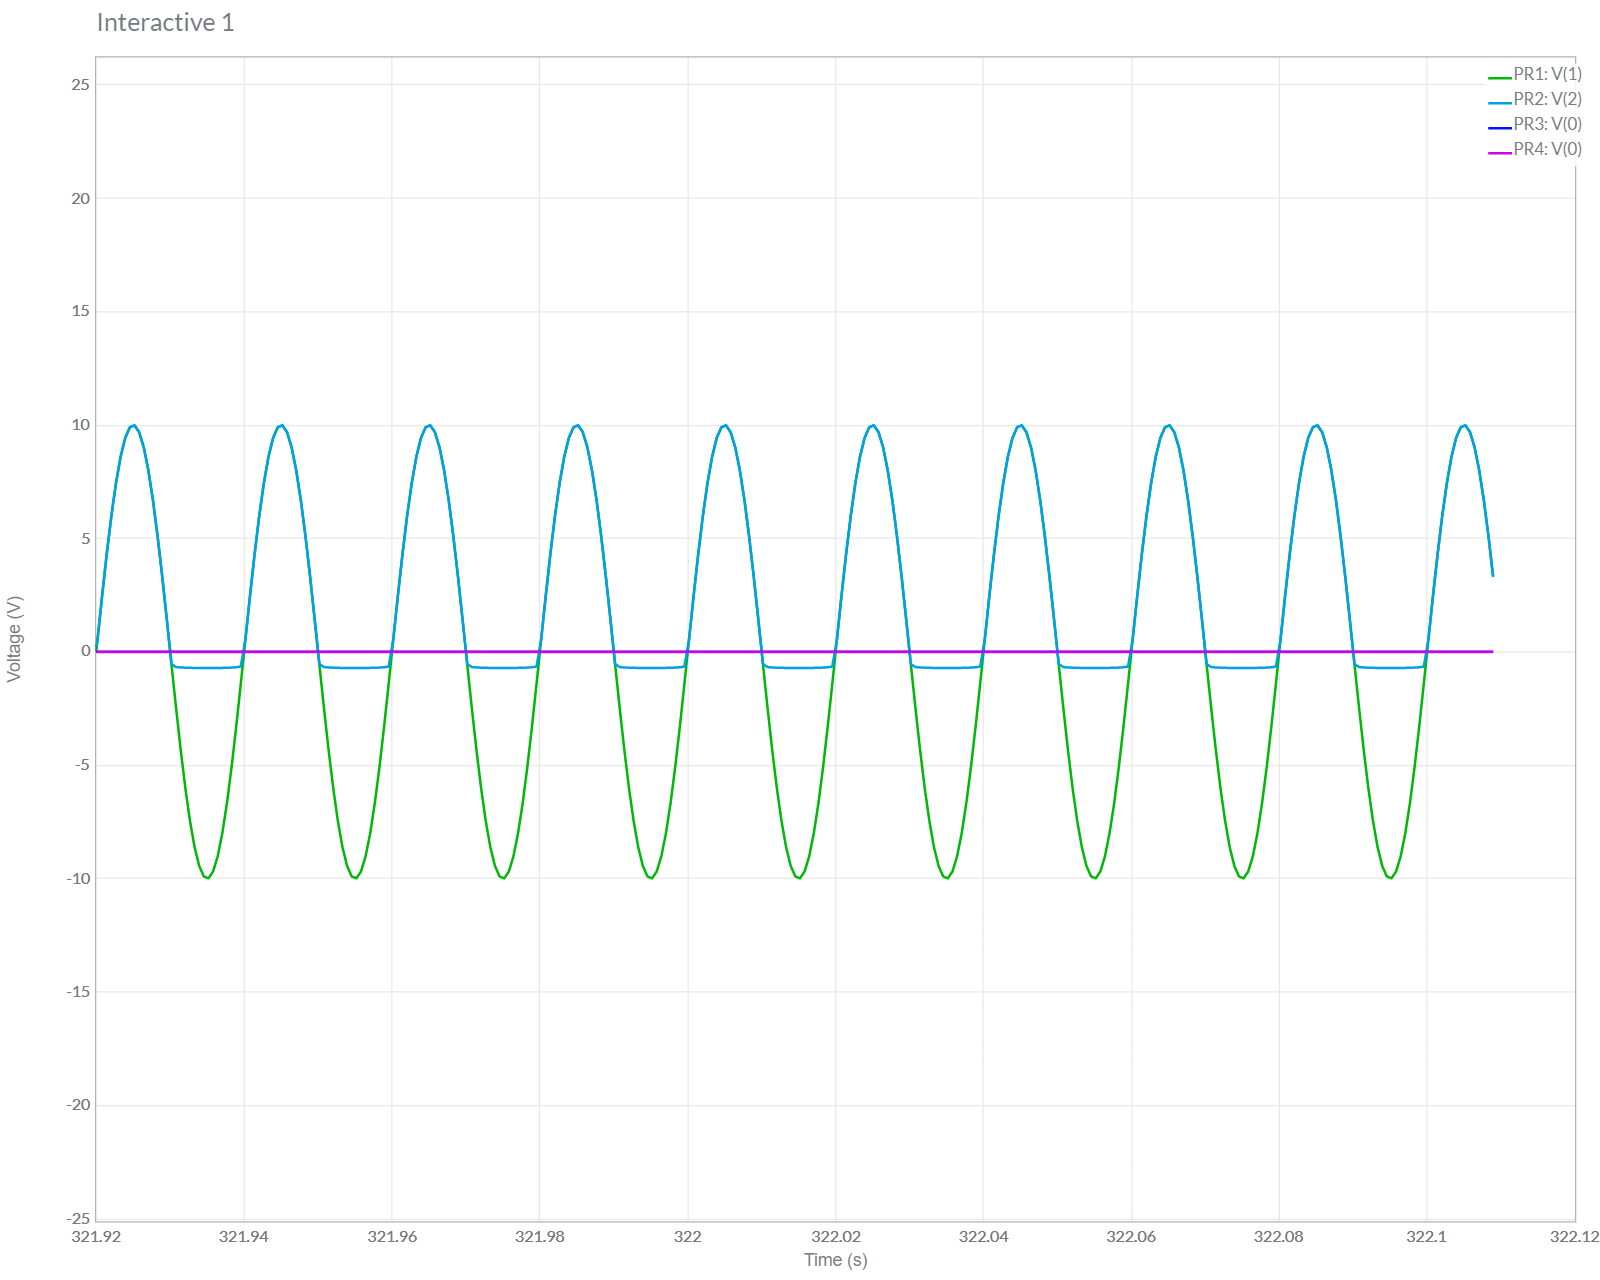 Interactive 1
PR1: V(1)
PR2: V(2)
PR3: V(0)
PR4: V(0)
25
20
15
10
5
0
-5
-10
-15
-20
-25
Voltage (V)
321.92 321.94 321.96 321.98 322 322.02 322.04 322.06 322.08 322.1 322.12
Time (s)